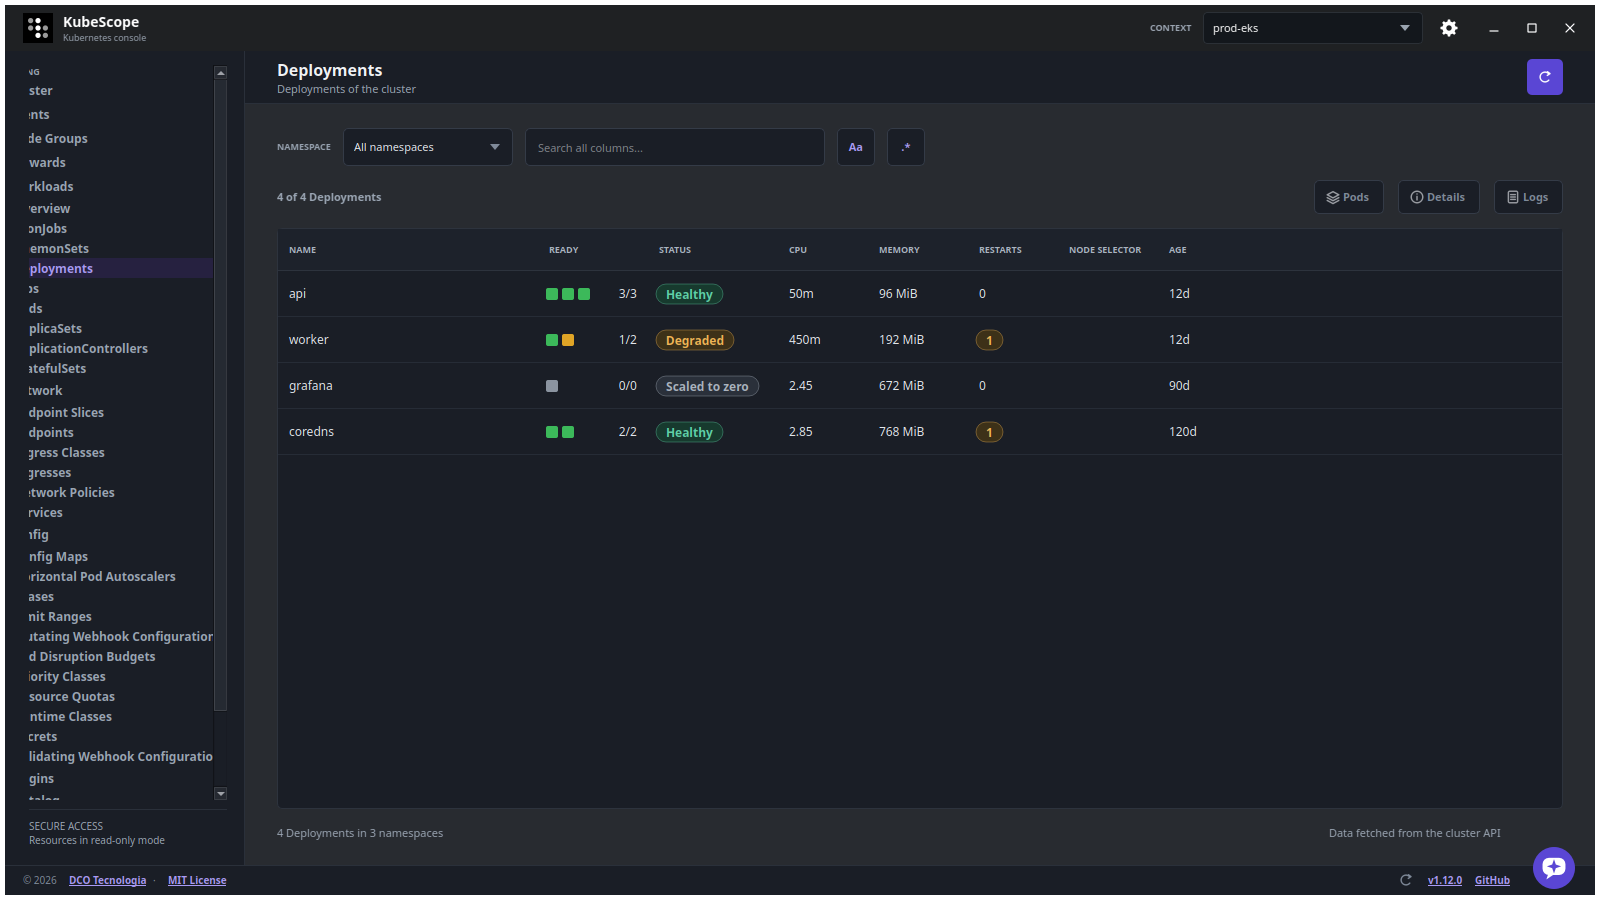 KubeScope
Kubernetes console
CONTEXT
prod-eks
NG
ster
nts
de Groups
wards
rkloads
erview
onJobs
emonSets
ployments
os
ds
plicaSets
plicationControllers
atefulSets
twork
dpoint Slices
dpoints
gress Classes
gresses
twork Policies
rvices
nfig
nfig Maps
rizontal Pod Autoscalers
ases
nit Ranges
utating Webhook Configuration
d Disruption Budgets
iority Classes
source Quotas
ntime Classes
crets
lidating Webhook Configuratio
gins
SECURE ACCESS
Resources in read-only mode
Deployments
Deployments of the cluster
NAMESPACE
All namespaces
Search all columns...
Aa
.*
4 of 4 Deployments
Pods
Details
Logs
NAME READY STATUS CPU MEMORY RESTARTS NODE SELECTOR AGE
api 3/3 Healthy 50m 96 MiB 0 12d
worker 1/2 Degraded 450m 192 MiB 1 12d
grafana 0/0 Scaled to zero 2.45 672 MiB 0 90d
coredns 2/2 Healthy 2.85 768 MiB 1 120d
4 Deployments in 3 namespaces
Data fetched from the cluster API
© 2026 DCO Tecnologia · MIT License
v1.12.0 GitHub